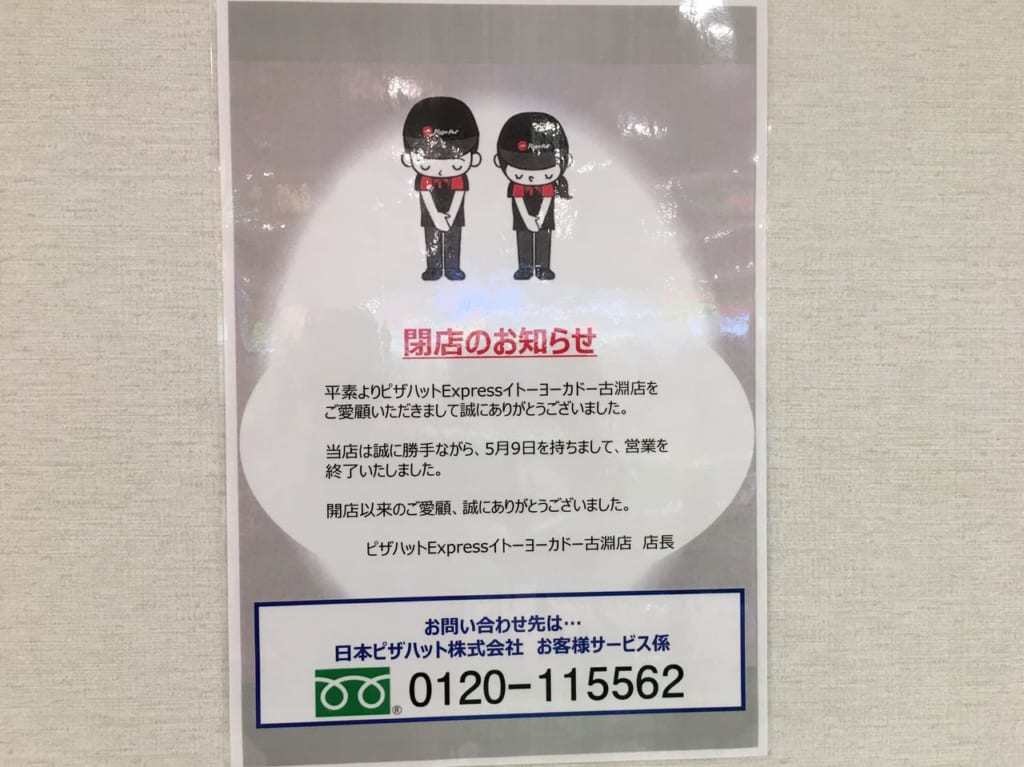 Pizza Hut
Pizza Hut
閉店のお知らせ
平素よりピザハットExpressイトーヨーカドー古淵店を
ご愛顧いただきまして誠にありがとうございました。
当店は誠に勝手ながら、5月9日を持ちまして、営業を
終了いたしました。
開店以来のご愛顧、誠にありがとうございました。
ピザハットExpressイトーヨーカドー古淵店 店長
お問い合わせ先は…
日本ピザハット株式会社 お客様サービス係
® 0120-115562